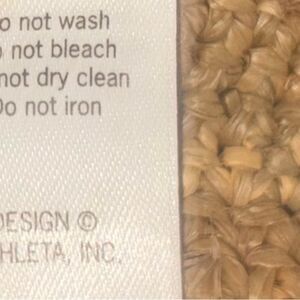 o not wash
not bleach
not dry clean
Do not iron
DESIGN ©
HLETA, INC.